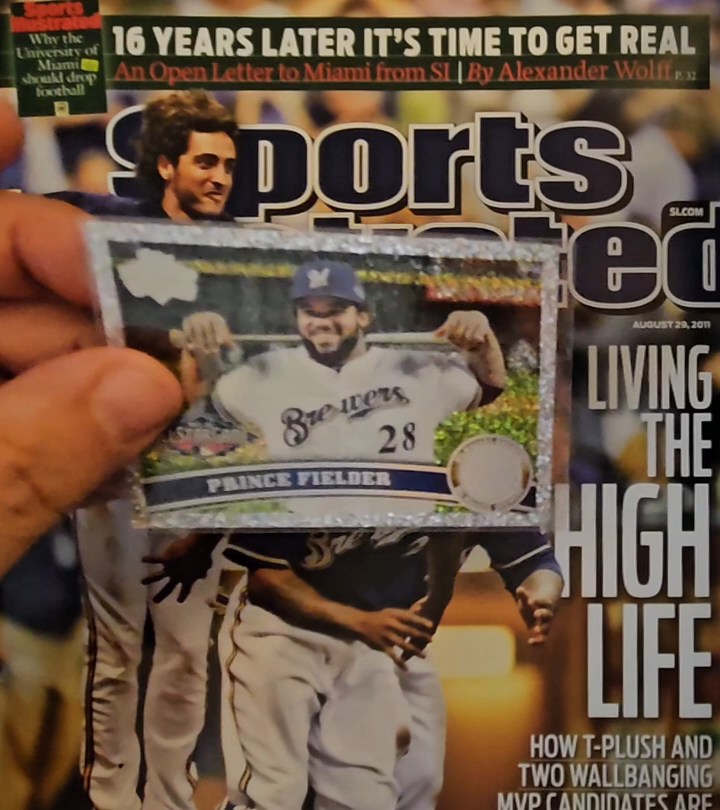 Sports
Illustrated
Why the
University of
Miami
should drop
football
16 YEARS LATER IT'S TIME TO GET REAL
An Open Letter to Miami from SI | By Alexander Wolff P. 32
Sports
SI.COM
AUGUST 29, 2011
Brewers
28
PRINCE FIELDER
LIVING
THE
HIGH
LIFE
HOW T-PLUSH AND
TWO WALLBANGING
MVP CANDIDATES ARE